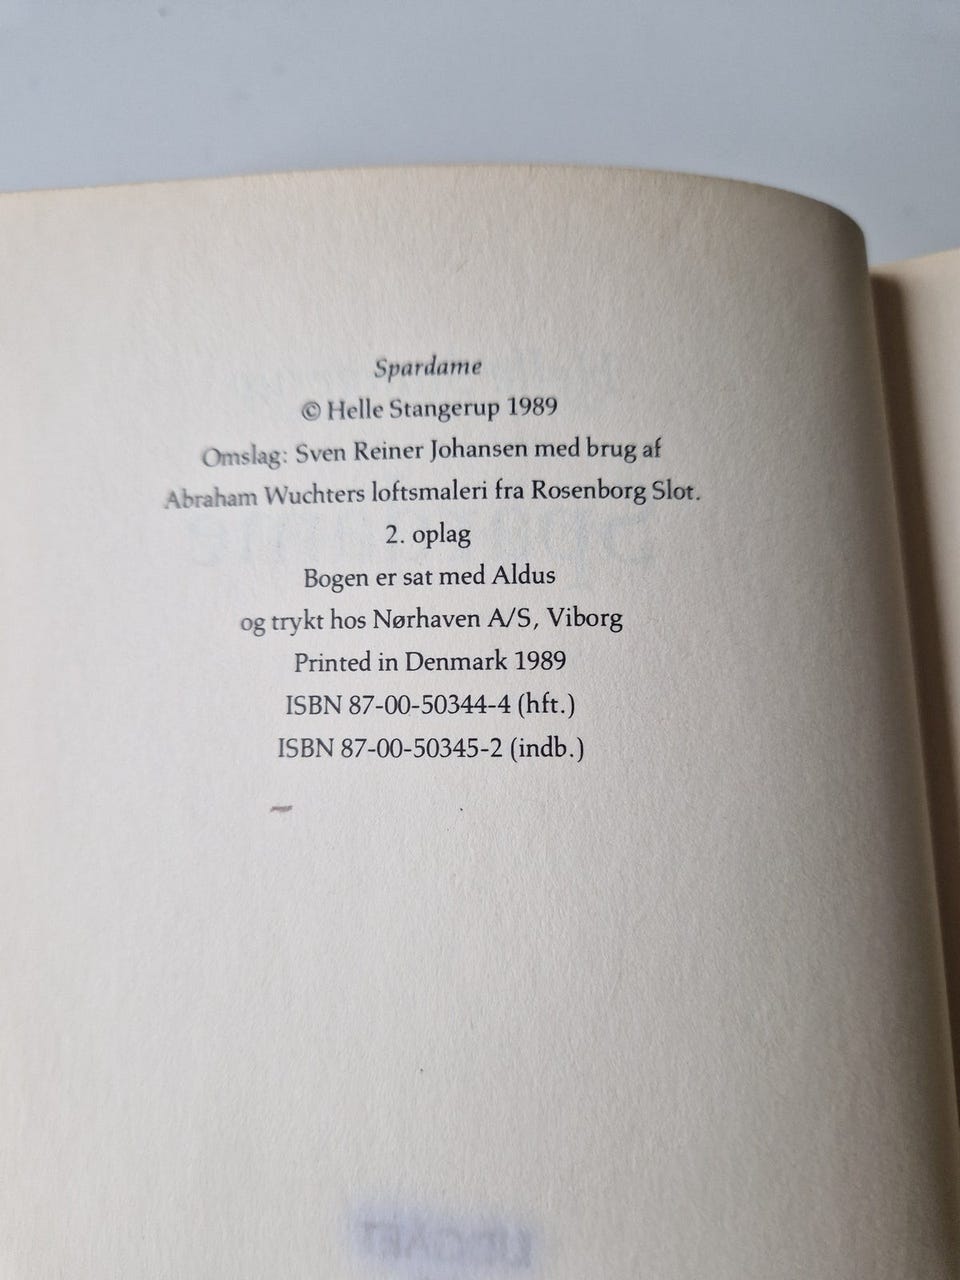 Spardame
© Helle Stangerup 1989
Omslag: Sven Reiner Johansen med brug af
Abraham Wuchters loftsmaleri fra Rosenborg Slot.
2. oplag
Bogen er sat med Aldus
og trykt hos Nørhaven A/S, Viborg
Printed in Denmark 1989
ISBN 87-00-50344-4 (hft.)
ISBN 87-00-50345-2 (indb.)